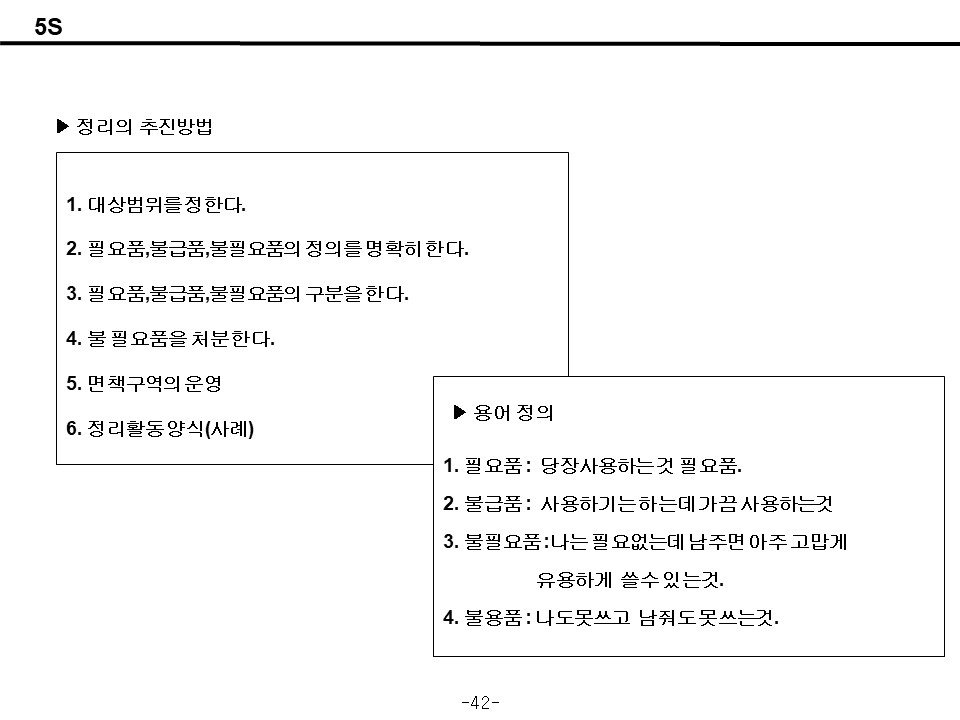 5S
▶ 정리의 추진방법
1. 대상범위를정한다.
2. 필요품,불급품,불필요품의 정의를 명확히 한다.
3. 필요품,불급품,불필요품의 구분을 한다.
4. 불 필요품을 처분한다.
5. 면책구역의 운영
6. 정리활동양식(사례)
▶ 용어 정의
1. 필요품 : 당장사용하는것 필요품.
2. 불급품 : 사용하기는하는데 가끔 사용하는것
3. 불필요품 :나는 필요없는데 남주면 아주 고맙게
유용하게 쓸수 있는것.
4. 불용품 : 나도못쓰고 남줘도 못쓰는것.
-42-